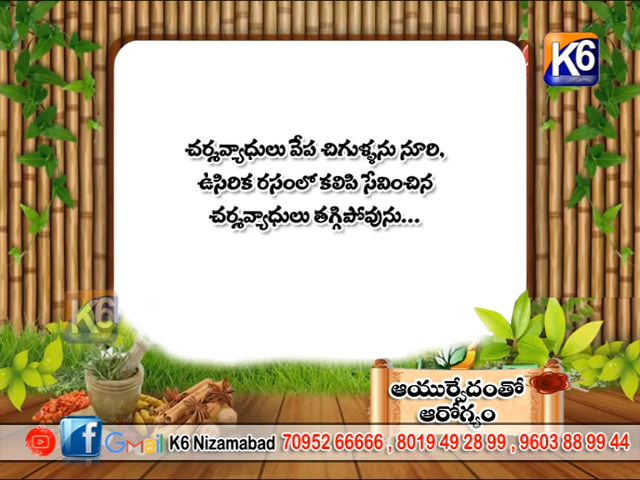 K6
చర్మవ్యాధులు వేప చిగుళ్ళను నూరి,
ఉసిరిక రసంలో కలిపి సేవించిన
చర్మవ్యాధులు తగ్గిపోవును...
K6
ఆయుర్వేదంతో
ఆరోగ్యం
f Gmail K6 Nizamabad 70952 66666 , 8019 49 28 99 , 9603 88 99 44